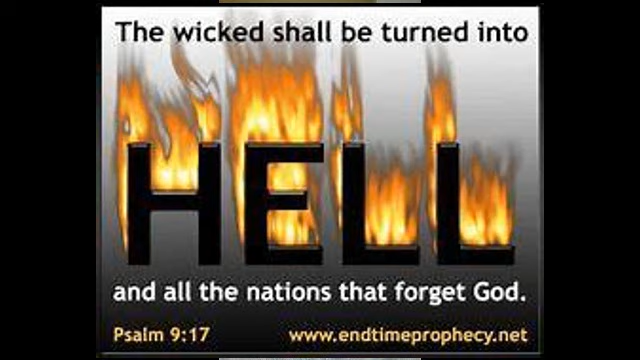 The wicked shall be turned into
HELL
and all the nations that forget God.
Psalm 9:17 www.endtimeprophecy.net